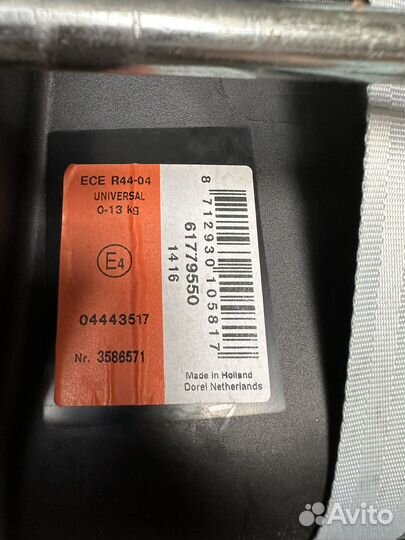 ECE R44-04
UNIVERSAL
0-13 kg
E4
04443517
Nr. 3586571
8 712930 105817
61779550
1416
Made in Holland
Dorel Netherlands
Avito